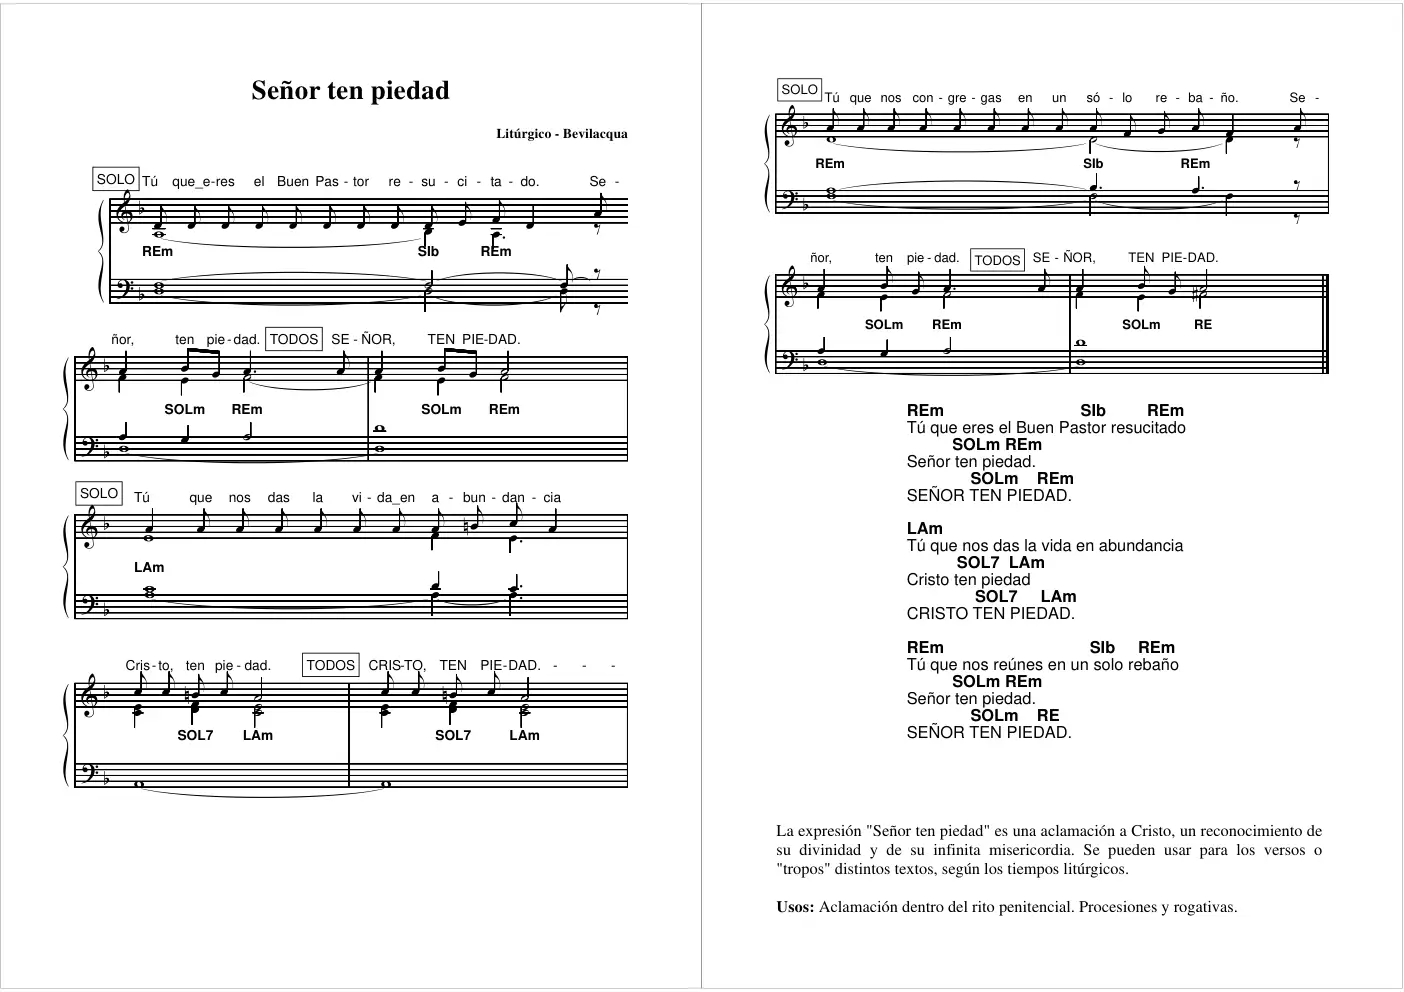 Señor ten piedad
Litúrgico - Bevilacqua
SOLO Tú que_e-res el Buen Pas - tor re - su - ci - ta - do. Se -
REm SIb REm
ñor, ten pie - dad. TODOS SE - ÑOR, TEN PIE-DAD.
SOLm REm SOLm REm
SOLO Tú que nos das la vi - da_en a - bun - dan - cia
LAm
Cris - to, ten pie - dad. TODOS CRIS-TO, TEN PIE-DAD. - - -
SOL7 LAm SOL7 LAm
SOLO Tú que nos con - gre - gas en un só - lo re - ba - ño. Se -
REm SIb REm
ñor, ten pie - dad. TODOS SE - ÑOR, TEN PIE-DAD.
SOLm REm SOLm RE
REm SIb REm
Tú que eres el Buen Pastor resucitado
SOLm REm
Señor ten piedad.
SOLm REm
SEÑOR TEN PIEDAD.
LAm
Tú que nos das la vida en abundancia
SOL7 LAm
Cristo ten piedad
SOL7 LAm
CRISTO TEN PIEDAD.
REm SIb REm
Tú que nos reúnes en un solo rebaño
SOLm REm
Señor ten piedad.
SOLm RE
SEÑOR TEN PIEDAD.
La expresión "Señor ten piedad" es una aclamación a Cristo, un reconocimiento de
su divinidad y de su infinita misericordia. Se pueden usar para los versos o
"tropos" distintos textos, según los tiempos litúrgicos.
Usos: Aclamación dentro del rito penitencial. Procesiones y rogativas.